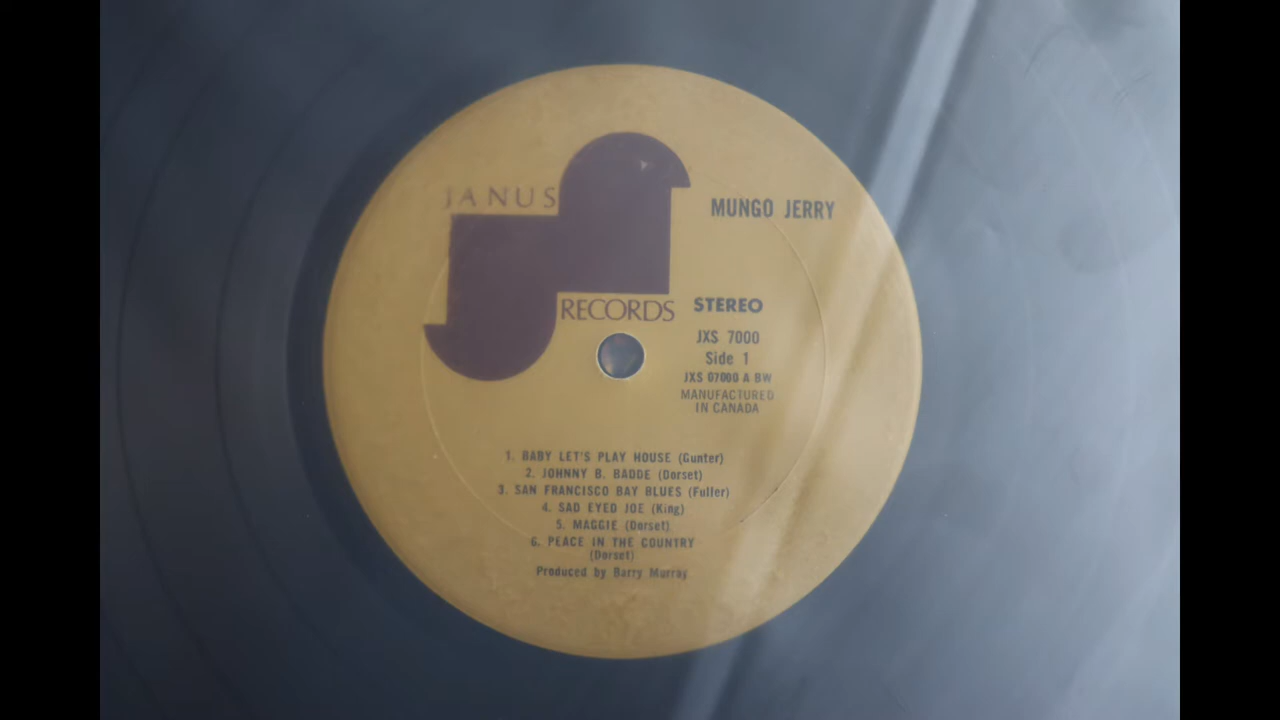 JANUS
MUNGO JERRY
RECORDS
STEREO
JXS 7000
Side 1
JXS 07000 A BW
MANUFACTURED
IN CANADA
1. BABY LET'S PLAY HOUSE (Gunter)
2. JOHNNY B. BADDE (Dorset)
3. SAN FRANCISCO BAY BLUES (Fuller)
4. SAD EYED JOE (King)
5. MAGGIE (Dorset)
6. PEACE IN THE COUNTRY
(Dorset)
Produced by Barry Murray